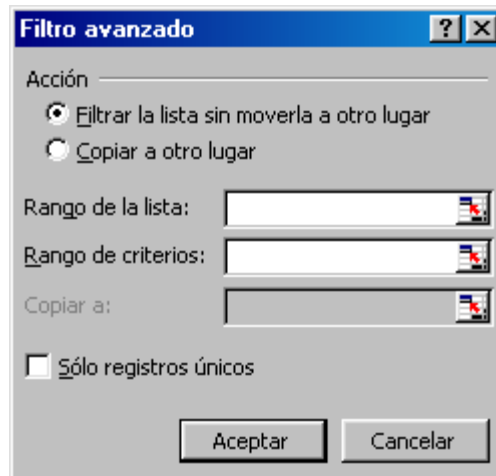 Filtro avanzado
Acción
Filtrar la lista sin moverla a otro lugar
Copiar a otro lugar
Rango de la lista:
Rango de criterios:
Copiar a:
Sólo registros únicos
Aceptar Cancelar